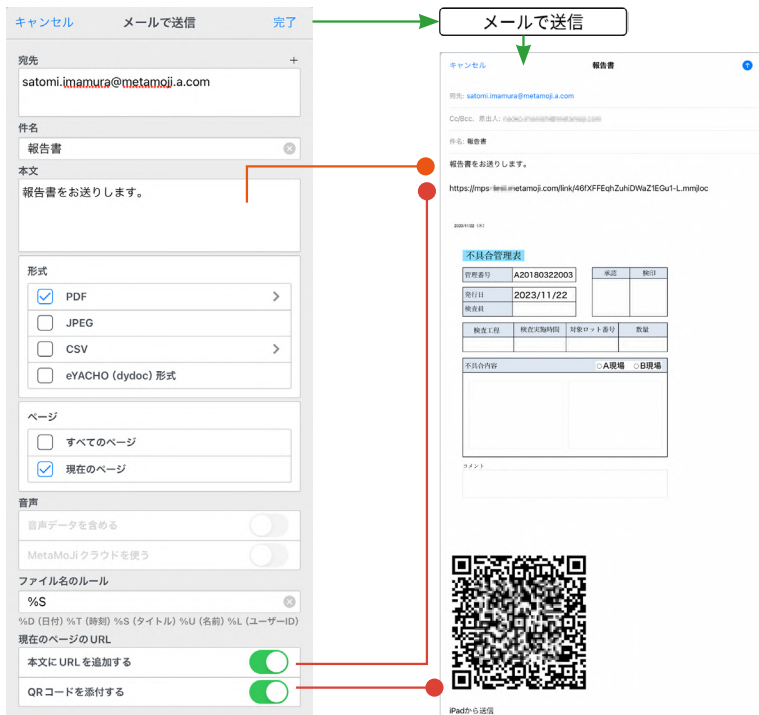 キャンセル メールで送信 完了
宛先 +
satomi.imamura@metamoji.a.com
件名
報告書
本文
報告書をお送りします。
形式
PDF
JPEG
CSV
eYACHO (dydoc) 形式
ページ
すべてのページ
現在のページ
音声
音声データを含める
MetaMoJi クラウドを使う
ファイル名のルール
%S
%D (日付) %T (時刻) %S (タイトル) %U (名前) %L (ユーザーID)
現在のページの URL
本文に URL を追加する
QR コードを添付する
メールで送信
キャンセル 報告書
宛先: satomi.imamura@metamoji.a.com
Cc/Bcc、差出人:
件名: 報告書
報告書をお送りします。
https://mps- .metamoji.com/link/46fXFFEqhZuhiDWaZ1EGu1-L.mmjloc
2023/11/22 (水)
不具合管理表
管理番号 A20180322003 承認 検印
発行日 2023/11/22
検査員
検査工程 検査実施時間 対象ロット番号 数量
不具合内容 ○A現場 ○B現場
コメント
iPadから送信